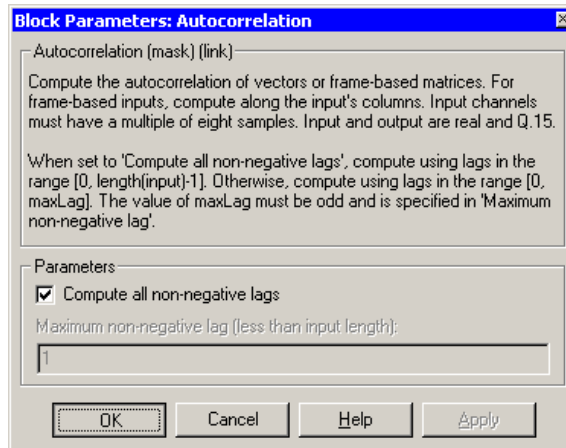 Block Parameters: Autocorrelation
Autocorrelation (mask) (link)
Compute the autocorrelation of vectors or frame-based matrices. For
frame-based inputs, compute along the input's columns. Input channels
must have a multiple of eight samples. Input and output are real and Q.15.
When set to 'Compute all non-negative lags', compute using lags in the
range [0, length(input)-1]. Otherwise, compute using lags in the range [0,
maxLag]. The value of maxLag must be odd and is specified in 'Maximum
non-negative lag'.
Parameters
Compute all non-negative lags
Maximum non-negative lag (less than input length):
1
OK Cancel Help Apply